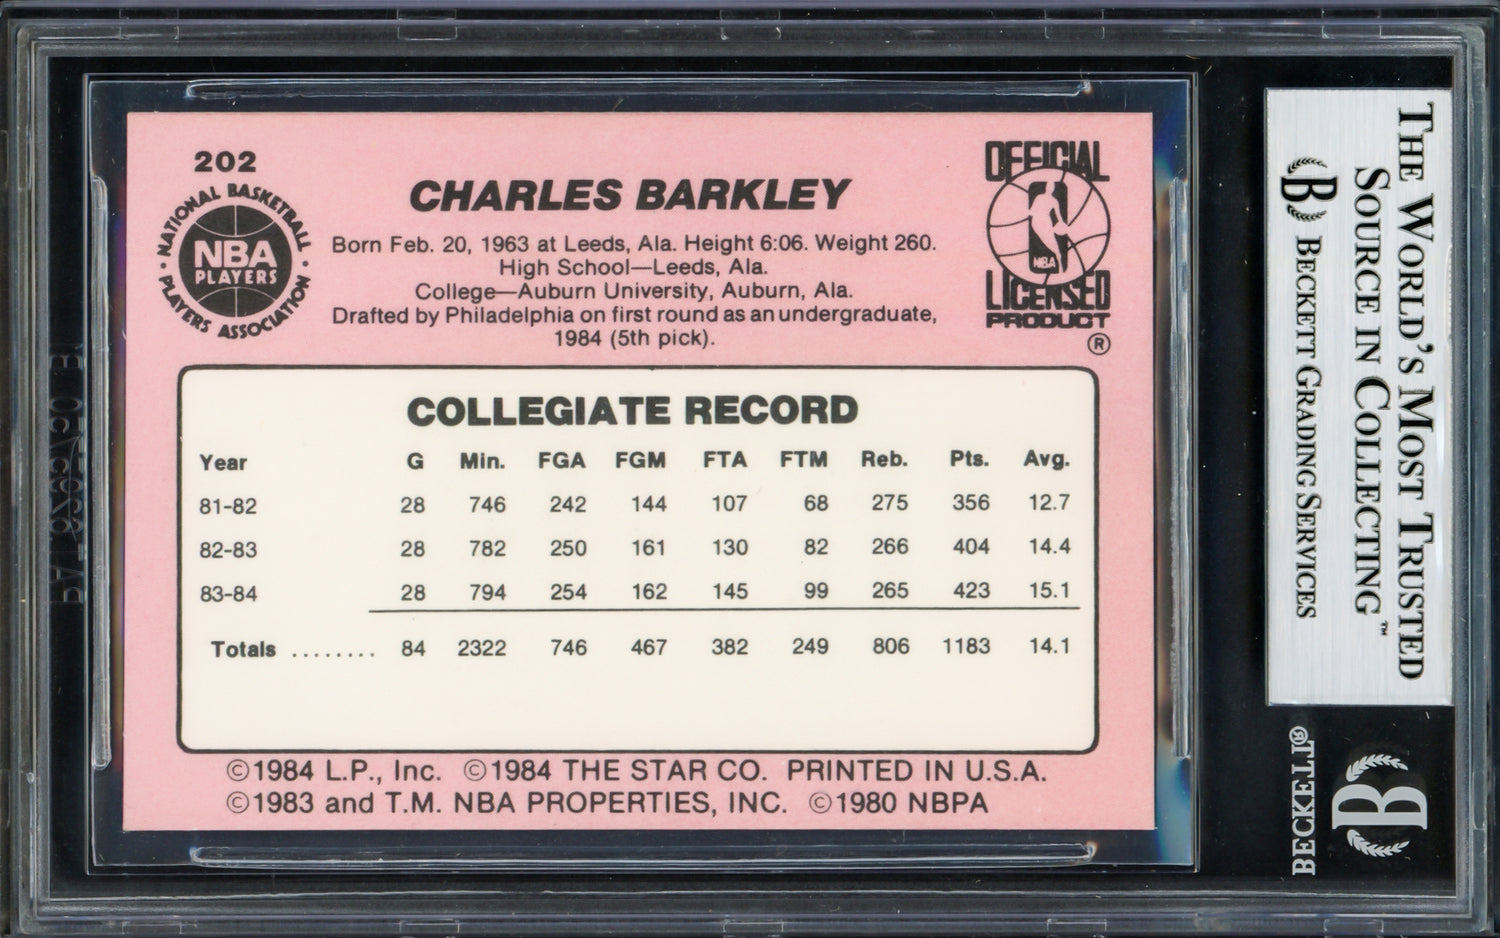 202
NATIONAL BASKETBALL
NBA
PLAYERS
PLAYERS ASSOCIATION
CHARLES BARKLEY
Born Feb. 20, 1963 at Leeds, Ala. Height 6:06. Weight 260.
High School—Leeds, Ala.
College—Auburn University, Auburn, Ala.
Drafted by Philadelphia on first round as an undergraduate,
1984 (5th pick).
OFFICIAL
NBA
LICENSED
PRODUCT
®
COLLEGIATE RECORD
Year G Min. FGA FGM FTA FTM Reb. Pts. Avg.
81-82 28 746 242 144 107 68 275 356 12.7
82-83 28 782 250 161 130 82 266 404 14.4
83-84 28 794 254 162 145 99 265 423 15.1
Totals ........ 84 2322 746 467 382 249 806 1183 14.1
©1984 L.P., Inc. ©1984 THE STAR CO. PRINTED IN U.S.A.
©1983 and T.M. NBA PROPERTIES, INC. ©1980 NBPA
THE WORLD'S MOST TRUSTED
SOURCE IN COLLECTING™
B BECKETT GRADING SERVICES
BECKETT®
B